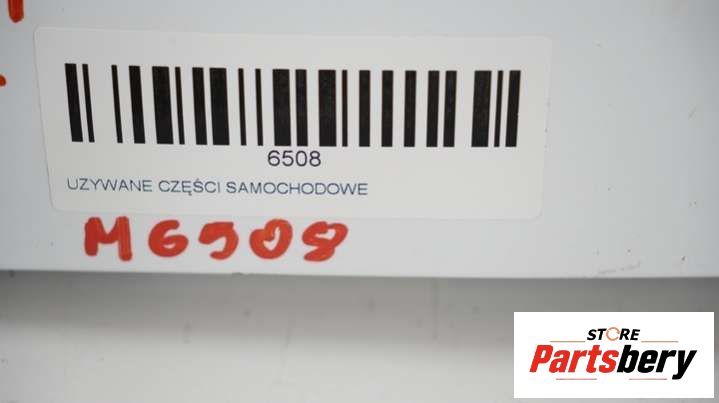 6508
UZYWANE CZĘŚCI SAMOCHODOWE
M6508
STORE
Partsbery